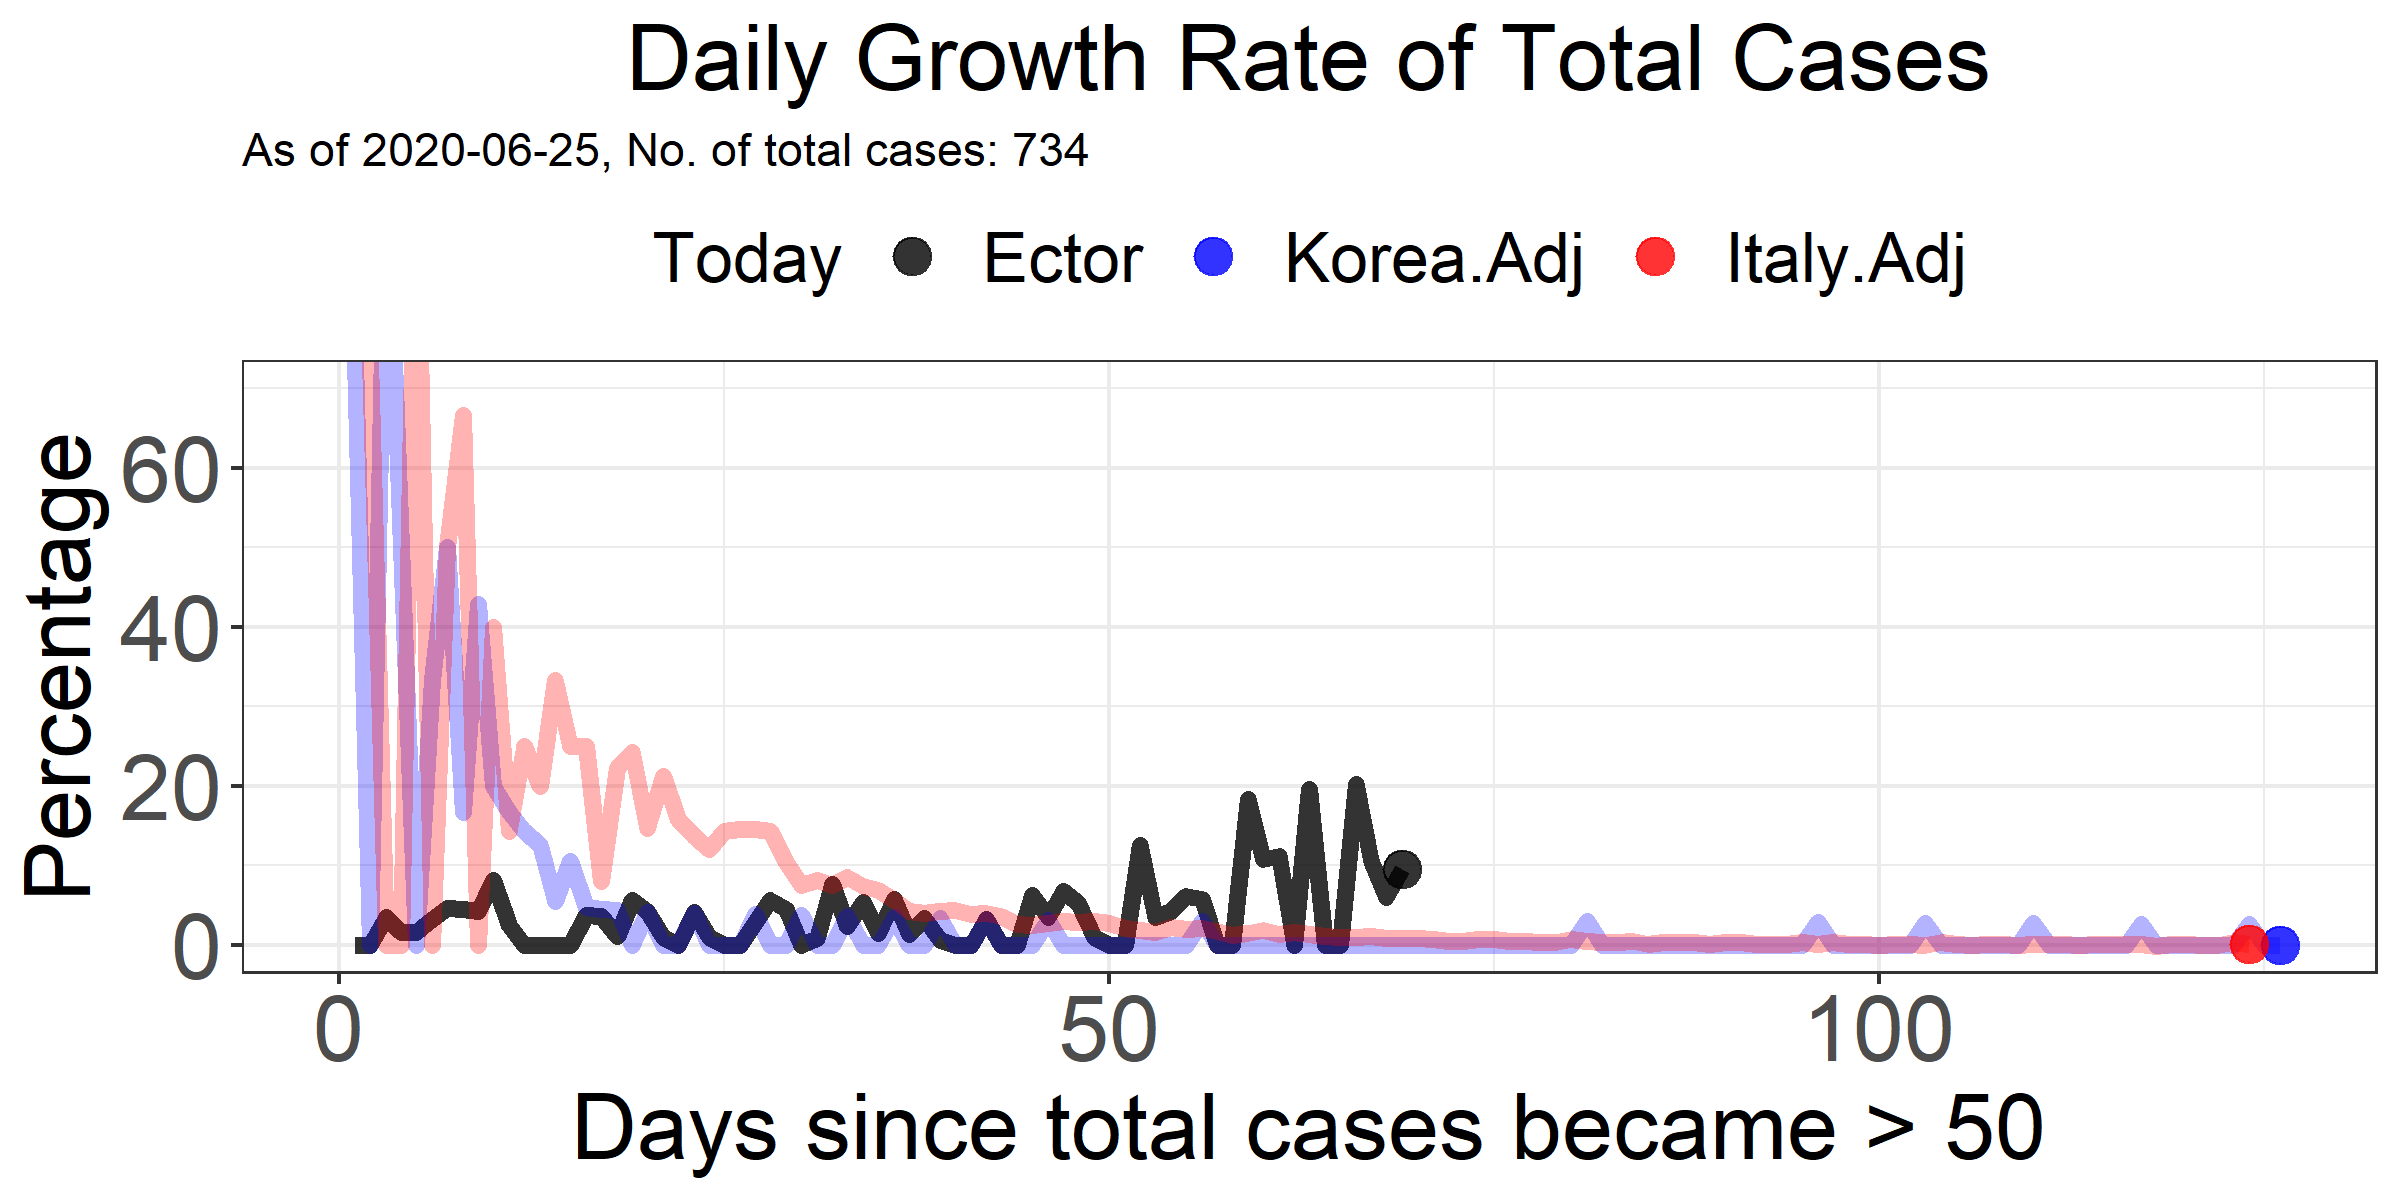 Daily Growth Rate of Total Cases
As of 2020-06-25, No. of total cases: 734
Today Ector Korea.Adj Italy.Adj
Percentage
60
40
20
0
0 50 100
Days since total cases became > 50